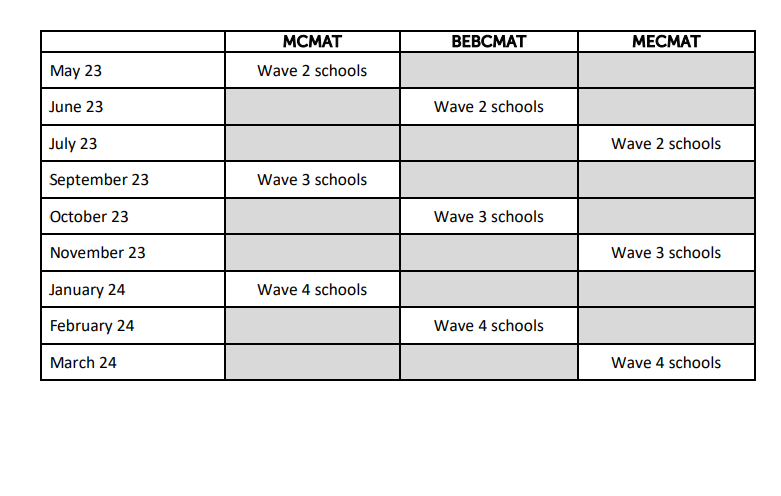 MCMAT BEBCMAT MECMAT
May 23 Wave 2 schools
June 23 Wave 2 schools
July 23 Wave 2 schools
September 23 Wave 3 schools
October 23 Wave 3 schools
November 23 Wave 3 schools
January 24 Wave 4 schools
February 24 Wave 4 schools
March 24 Wave 4 schools